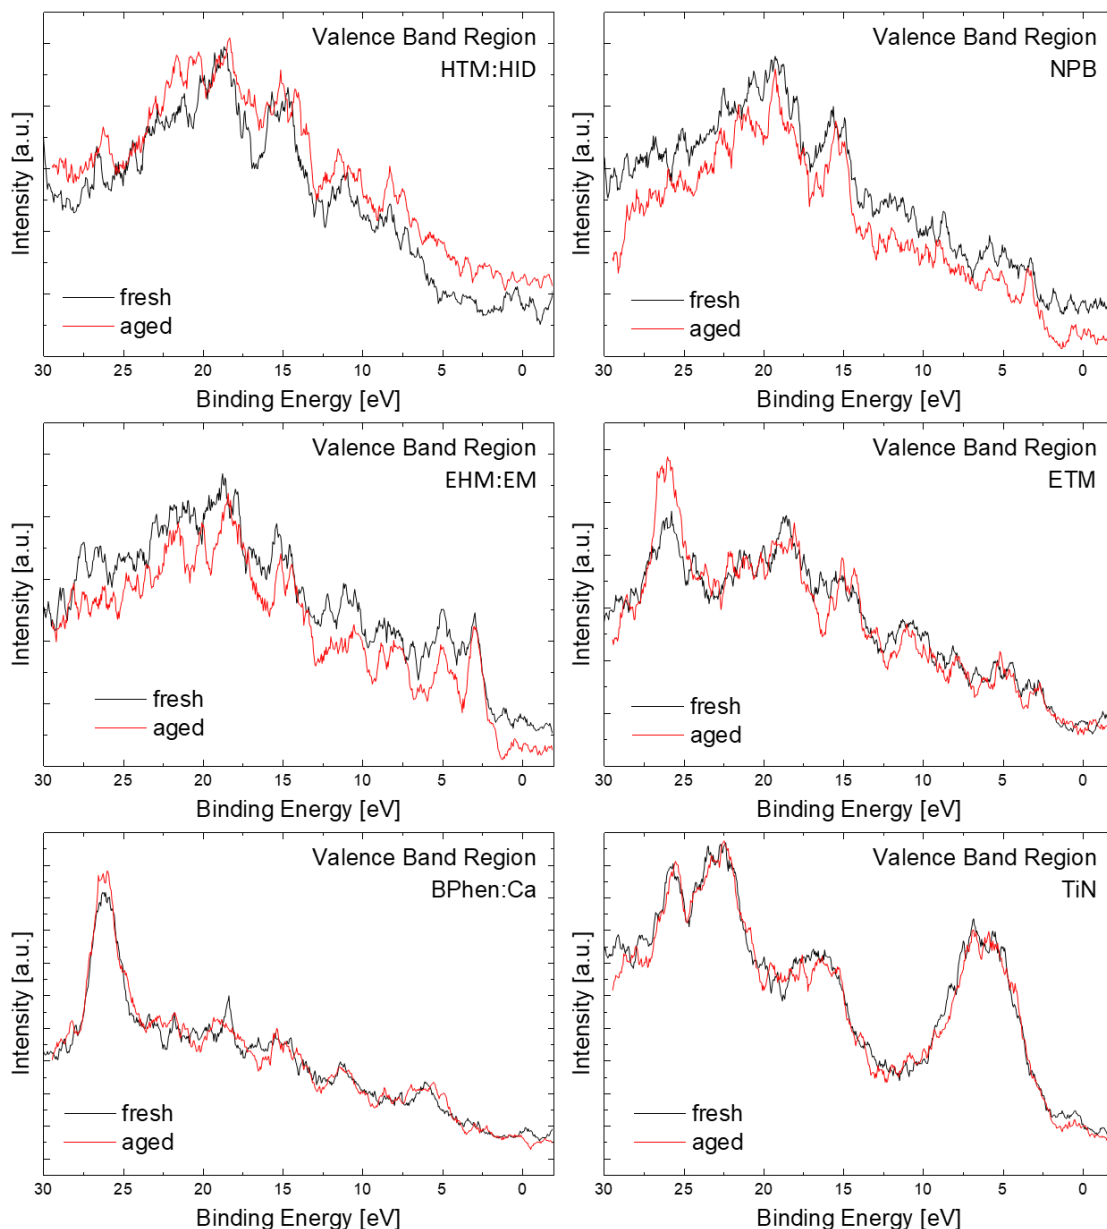 Valence Band Region
HTM:HID
Intensity [a.u.]
fresh
aged
30 25 20 15 10 5 0
Binding Energy [eV]
Valence Band Region
NPB
Intensity [a.u.]
fresh
aged
30 25 20 15 10 5 0
Binding Energy [eV]
Valence Band Region
EHM:EM
Intensity [a.u.]
fresh
aged
30 25 20 15 10 5 0
Binding Energy [eV]
Valence Band Region
ETM
Intensity [a.u.]
fresh
aged
30 25 20 15 10 5 0
Binding Energy [eV]
Valence Band Region
BPhen:Ca
Intensity [a.u.]
fresh
aged
30 25 20 15 10 5 0
Binding Energy [eV]
Valence Band Region
TiN
Intensity [a.u.]
fresh
aged
30 25 20 15 10 5 0
Binding Energy [eV]